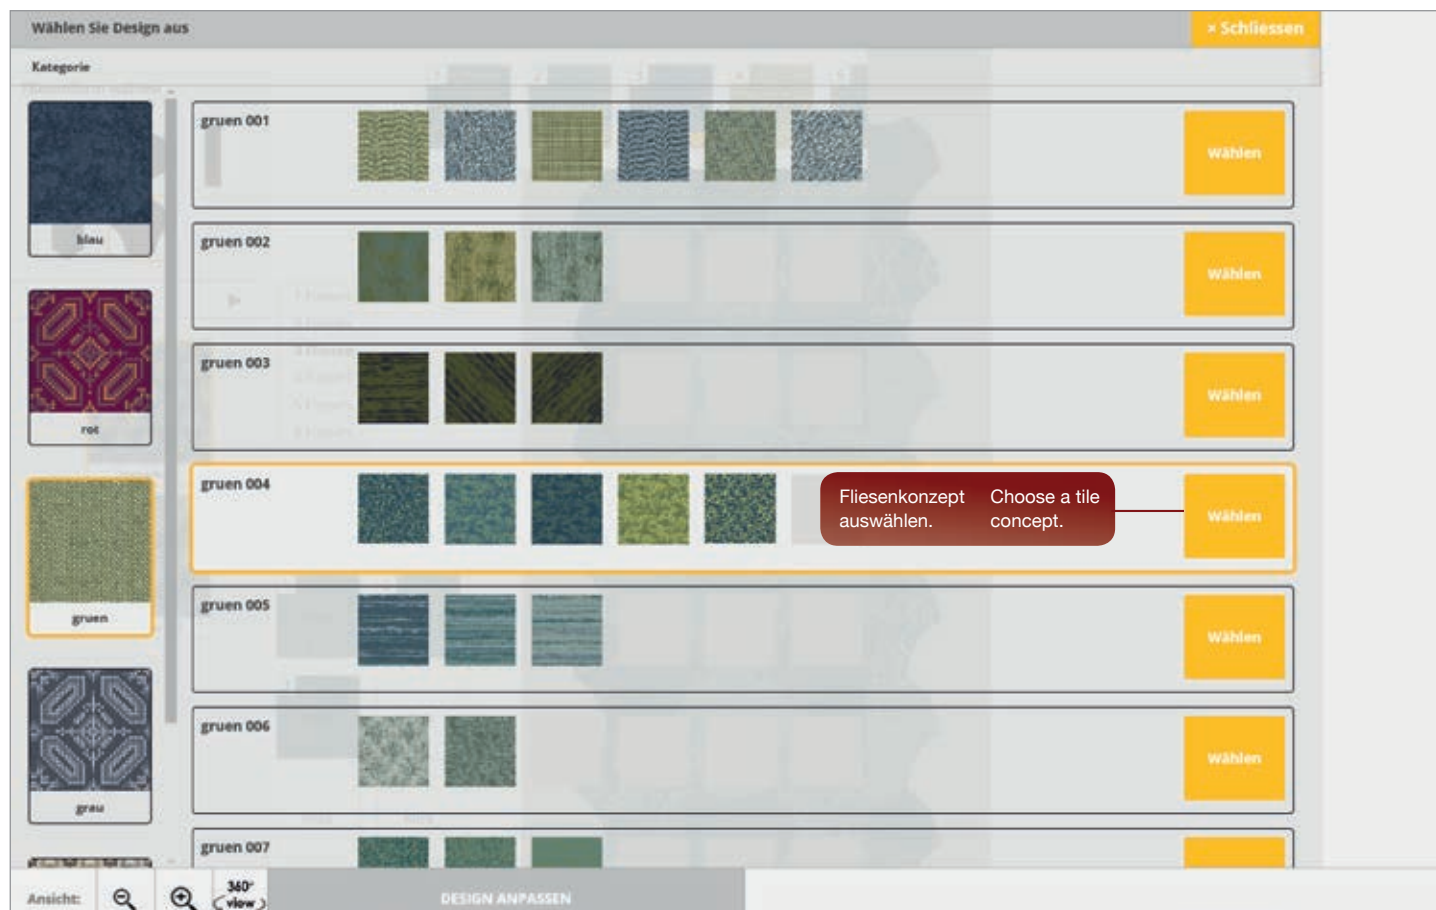 Wählen Sie Design aus
× Schliessen
Kategorie
blau
rot
gruen
grau
gruen 001
Wählen
gruen 002
Wählen
gruen 003
Wählen
gruen 004
Fliesenkonzept
auswählen.
Choose a tile
concept.
Wählen
gruen 005
Wählen
gruen 006
Wählen
gruen 007
Ansicht:
360°
view
DESIGN ANPASSEN